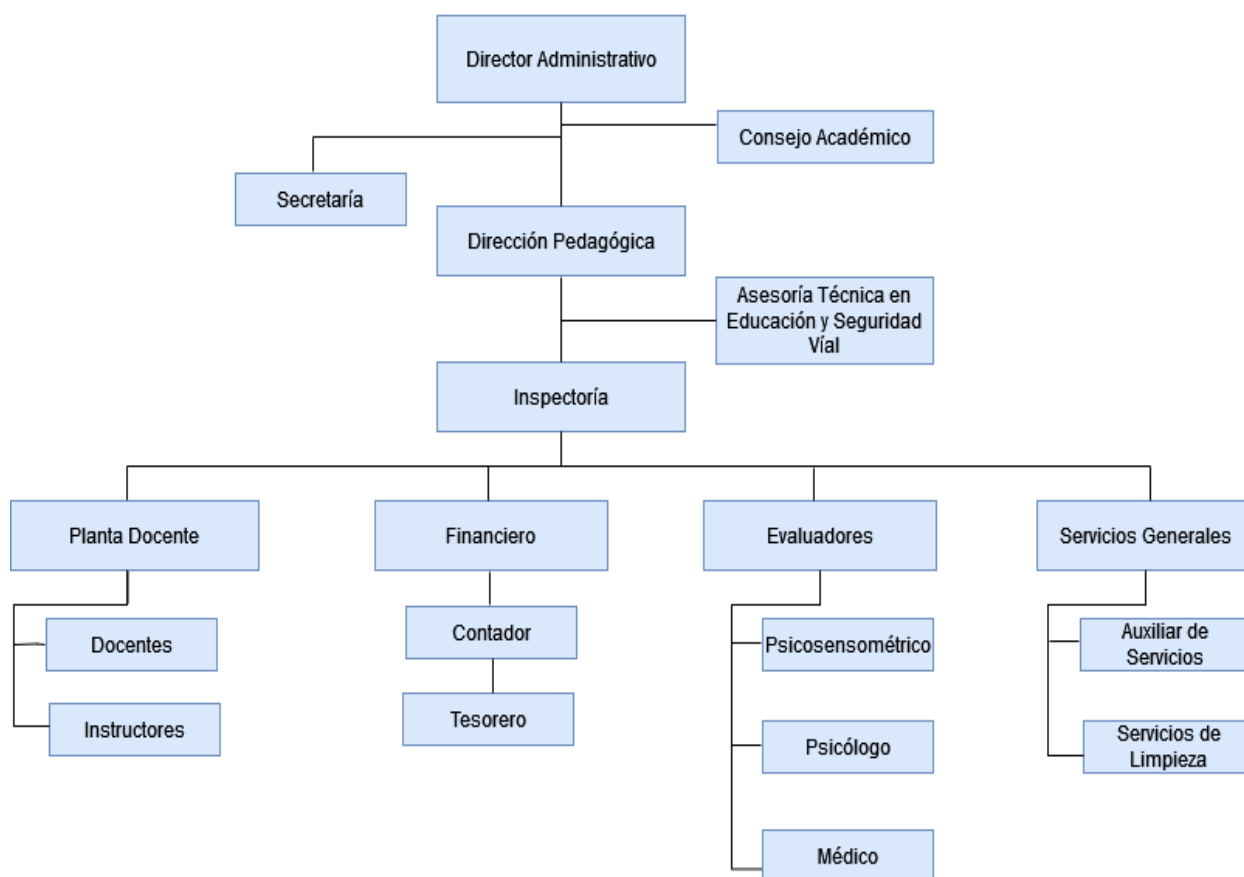 Director Administrativo
Consejo Académico
Secretaría
Dirección Pedagógica
Asesoría Técnica en
Educación y Seguridad
Víal
Inspectoría
Planta Docente
Financiero
Evaluadores
Servicios Generales
Docentes
Contador
Psicosensométrico
Auxiliar de
Servicios
Instructores
Tesorero
Psicólogo
Servicios de
Limpieza
Médico